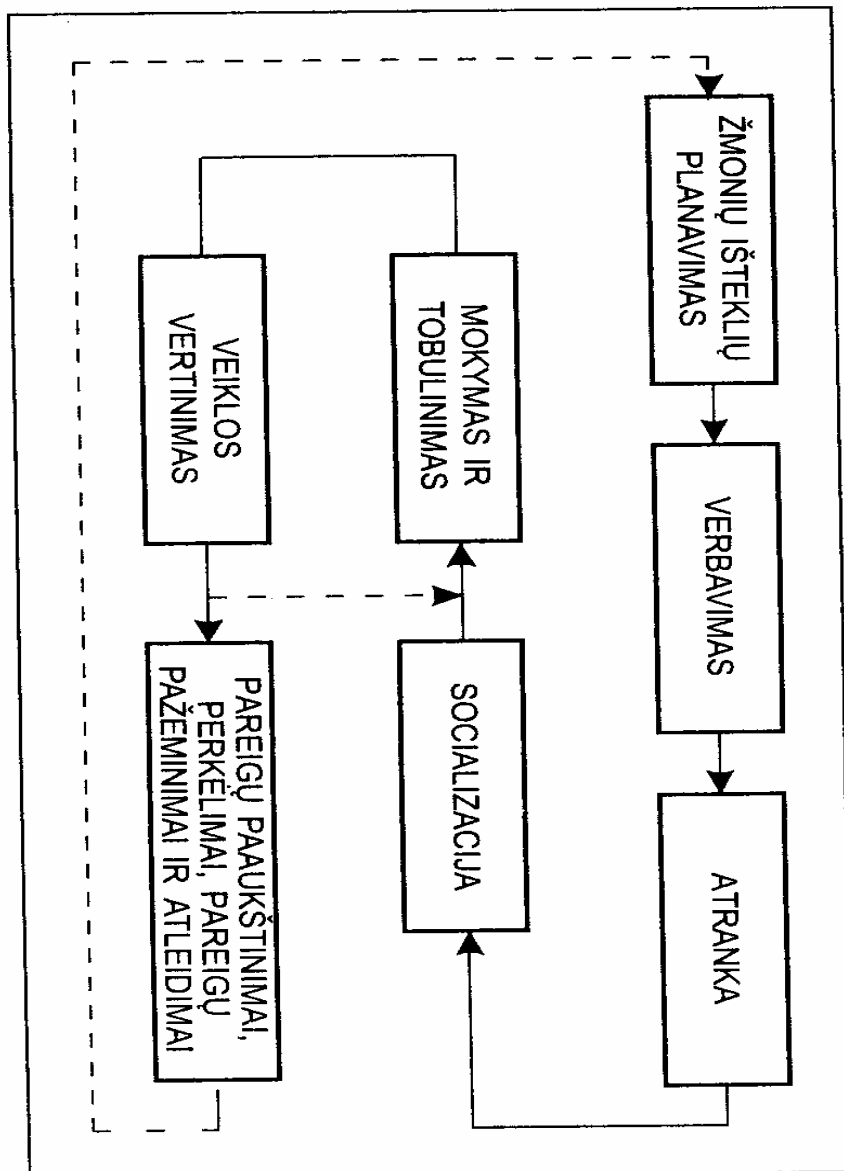 ŽMONIŲ IŠTEKLIŲ
PLANAVIMAS
VERBAVIMAS
ATRANKA
SOCIALIZACIJA
MOKYMAS IR
TOBULINIMAS
VEIKLOS
VERTINIMAS
PAREIGŲ PAAUKŠTINIMAI,
PERKĖLIMAI, PAREIGŲ
PAŽEMINIMAI IR ATLEIDIMAI